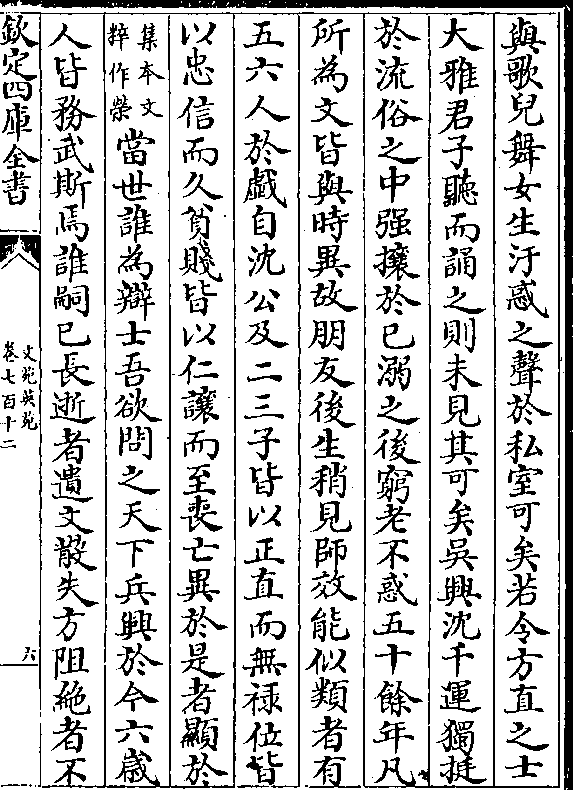 與歌兒舞女生汙惑之聲於私室可矣若令方直之士
大雅君子聽而誦之則未見其可矣吳興沈千運獨挺
於流俗之中强攘於已溺之後窮老不惑五十餘年凡
所為文皆與時異故朋友後生稍見師效能似類者有
五六人於戲自沈公及二三子皆以正直而無禄位皆
以忠信而久貧賤皆以仁讓而至喪亡異於是者顯於
集本文
粹作榮
當世誰為辯士吾欲問之天下兵興於今六歲
人皆務武斯焉誰嗣已長逝者遺文散失方阻絶者不
欽定四庫全書
文苑英華
卷七百十二
六